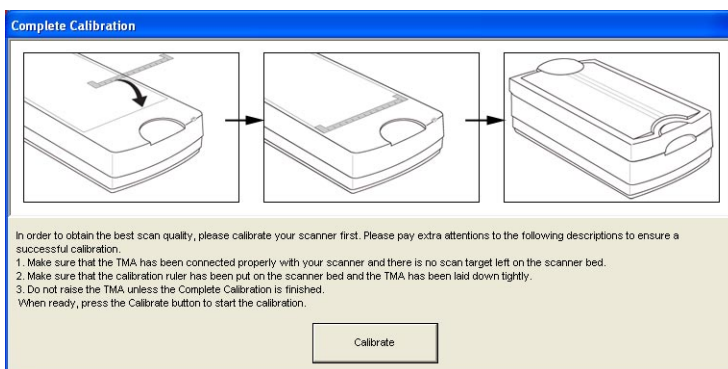 Complete Calibration
In order to obtain the best scan quality, please calibrate your scanner first. Please pay extra attentions to the following descriptions to ensure a
successful calibration.
1. Make sure that the TMA has been connected properly with your scanner and there is no scan target left on the scanner bed.
2. Make sure that the calibration ruler has been put on the scanner bed and the TMA has been laid down tightly.
3. Do not raise the TMA unless the Complete Calibration is finished.
When ready, press the Calibrate button to start the calibration.
Calibrate